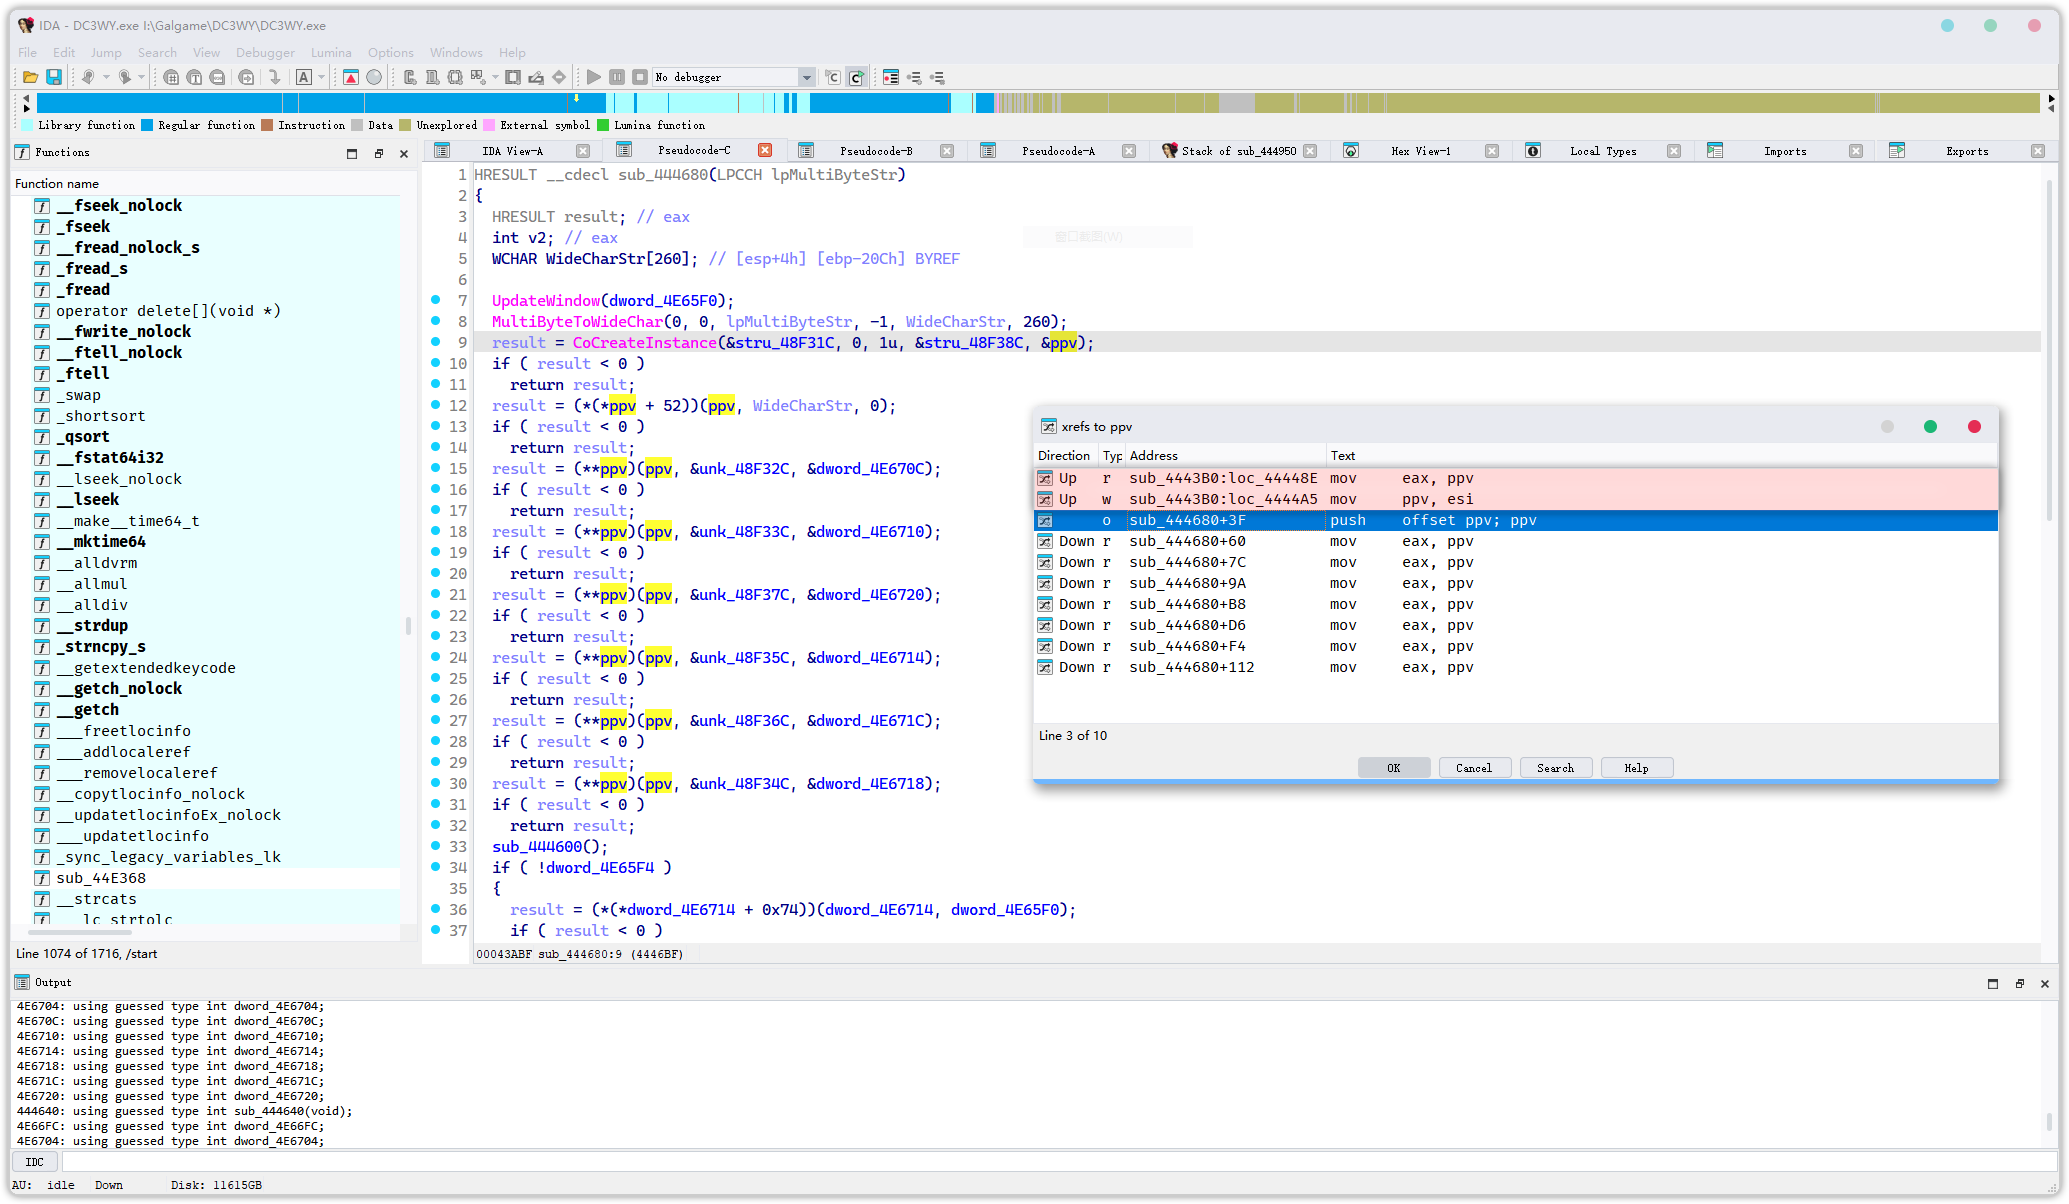 IDA - DC3WY.exe I:\Galgame\DC3WY\DC3WY.exe
File Edit Jump Search View Debugger Lumina Options Windows Help
No debugger
Library function Regular function Instruction Data Unexplored External symbol Lumina function
Functions
IDA View-A Pseudocode-C Pseudocode-B Pseudocode-A Stack of sub_444950 Hex View-1 Local Types Imports Exports
Function name
__fseek_nolock
_fseek
__fread_nolock_s
_fread_s
_fread
operator delete[](void *)
__fwrite_nolock
__ftell_nolock
_ftell
_swap
_shortsort
_qsort
__fstat64i32
__lseek_nolock
__lseek
__make__time64_t
__mktime64
__alldvrm
__allmul
__alldiv
__strdup
_strncpy_s
__getextendedkeycode
__getch_nolock
__getch
___freetlocinfo
___addlocaleref
___removelocaleref
__copytlocinfo_nolock
__updatetlocinfoEx_nolock
___updatetlocinfo
_sync_legacy_variables_lk
sub_44E368
__strcats
__lc_strtolc
Line 1074 of 1716, /start
1 HRESULT __cdecl sub_444680(LPCCH lpMultiByteStr)
2 {
3 HRESULT result; // eax
4 int v2; // eax
5 WCHAR WideCharStr[260]; // [esp+4h] [ebp-20Ch] BYREF
6
7 UpdateWindow(dword_4E65F0);
8 MultiByteToWideChar(0, 0, lpMultiByteStr, -1, WideCharStr, 260);
9 result = CoCreateInstance(&stru_48F31C, 0, 1u, &stru_48F38C, &ppv);
10 if ( result < 0 )
11 return result;
12 result = (*(*ppv + 52))(ppv, WideCharStr, 0);
13 if ( result < 0 )
14 return result;
15 result = (**ppv)(ppv, &unk_48F32C, &dword_4E670C);
16 if ( result < 0 )
17 return result;
18 result = (**ppv)(ppv, &unk_48F33C, &dword_4E6710);
19 if ( result < 0 )
20 return result;
21 result = (**ppv)(ppv, &unk_48F37C, &dword_4E6720);
22 if ( result < 0 )
23 return result;
24 result = (**ppv)(ppv, &unk_48F35C, &dword_4E6714);
25 if ( result < 0 )
26 return result;
27 result = (**ppv)(ppv, &unk_48F36C, &dword_4E671C);
28 if ( result < 0 )
29 return result;
30 result = (**ppv)(ppv, &unk_48F34C, &dword_4E6718);
31 if ( result < 0 )
32 return result;
33 sub_444600();
34 if ( !dword_4E65F4 )
35 {
36 result = (*(*dword_4E6714 + 0x74))(dword_4E6714, dword_4E65F0);
37 if ( result < 0 )
00043ABF sub_444680:9 (4446BF)
窗口截图(W)
xrefs to ppv
Direction Typ Address Text
Up r sub_4443B0:loc_44448E mov eax, ppv
Up w sub_4443B0:loc_4444A5 mov ppv, esi
o sub_444680+3F push offset ppv; ppv
Down r sub_444680+60 mov eax, ppv
Down r sub_444680+7C mov eax, ppv
Down r sub_444680+9A mov eax, ppv
Down r sub_444680+B8 mov eax, ppv
Down r sub_444680+D6 mov eax, ppv
Down r sub_444680+F4 mov eax, ppv
Down r sub_444680+112 mov eax, ppv
Line 3 of 10
OK Cancel Search Help
Output
4E6704: using guessed type int dword_4E6704;
4E670C: using guessed type int dword_4E670C;
4E6710: using guessed type int dword_4E6710;
4E6714: using guessed type int dword_4E6714;
4E6718: using guessed type int dword_4E6718;
4E671C: using guessed type int dword_4E671C;
4E6720: using guessed type int dword_4E6720;
444640: using guessed type int sub_444640(void);
4E66FC: using guessed type int dword_4E66FC;
4E6704: using guessed type int dword_4E6704;
IDC
AU: idle Down Disk: 11615GB